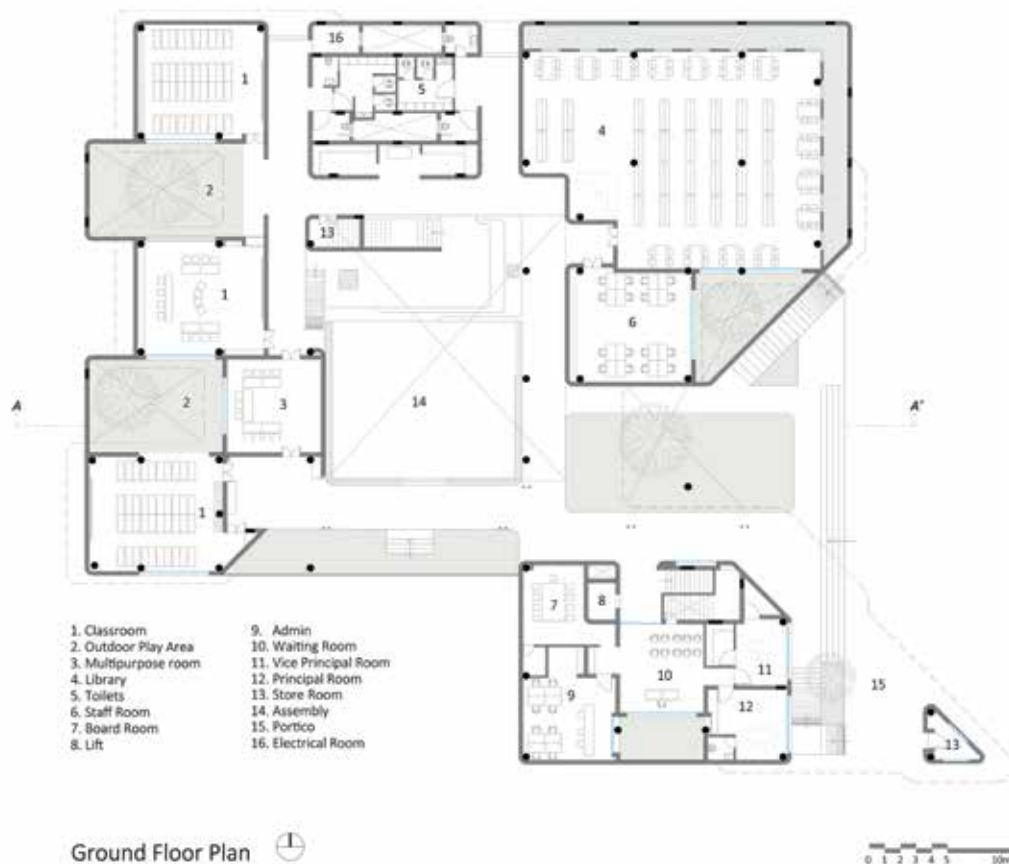 16
1
5
4
2
13
1
6
A
2
3
14
A'
1
7
8
9
10
11
12
15
13
1. Classroom
2. Outdoor Play Area
3. Multipurpose room
4. Library
5. Toilets
6. Staff Room
7. Board Room
8. Lift
9. Admin
10. Waiting Room
11. Vice Principal Room
12. Principal Room
13. Store Room
14. Assembly
15. Portico
16. Electrical Room
Ground Floor Plan
0 1 2 3 4 5 10m